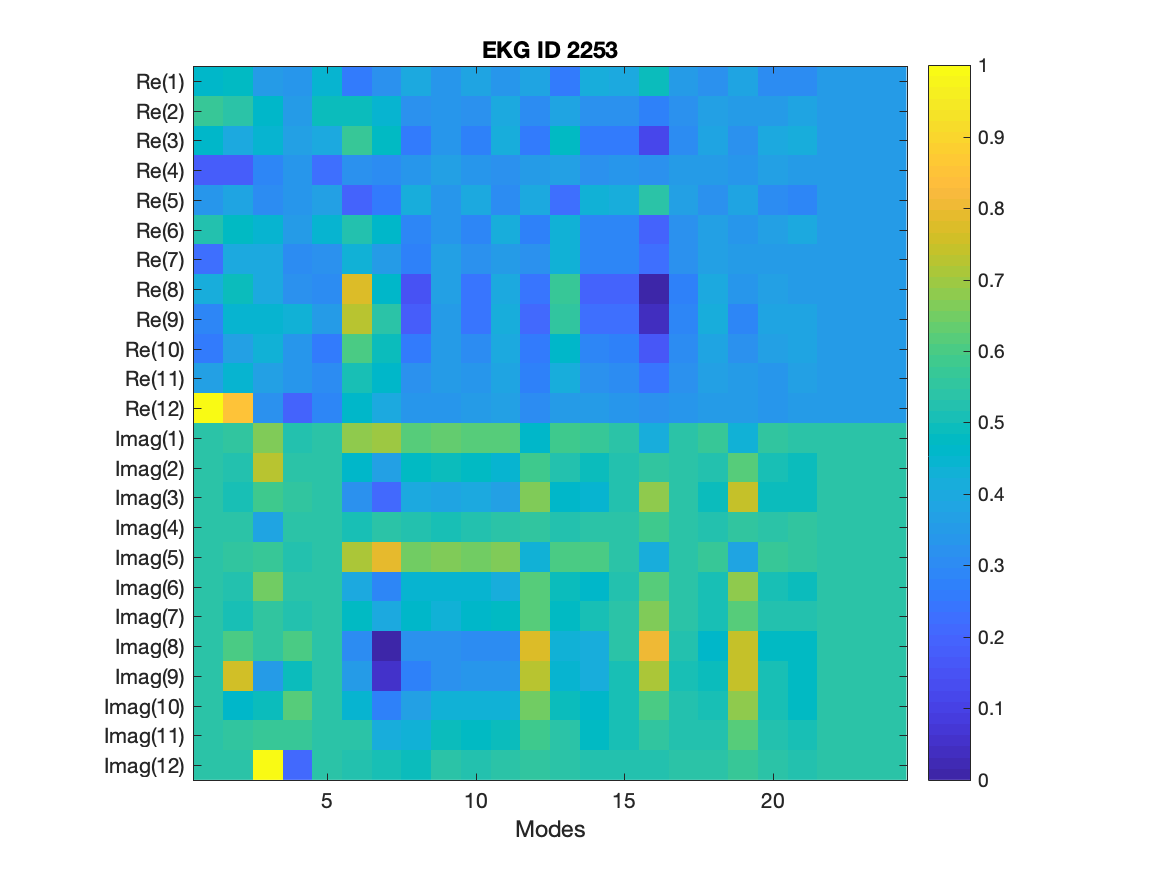 EKG ID 2253
Re(1)
Re(2)
Re(3)
Re(4)
Re(5)
Re(6)
Re(7)
Re(8)
Re(9)
Re(10)
Re(11)
Re(12)
Imag(1)
Imag(2)
Imag(3)
Imag(4)
Imag(5)
Imag(6)
Imag(7)
Imag(8)
Imag(9)
Imag(10)
Imag(11)
Imag(12)
5 10 15 20
Modes
1
0.9
0.8
0.7
0.6
0.5
0.4
0.3
0.2
0.1
0